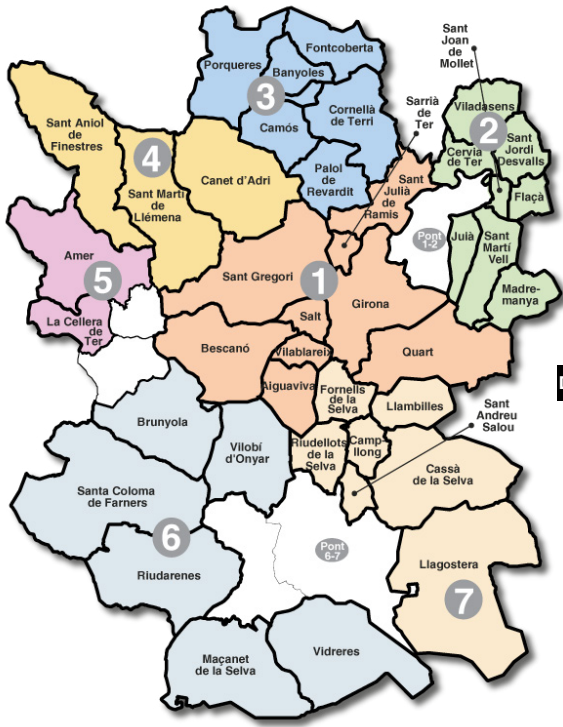 Sant
Joan
de
Mollet
Fontcoberta
Porqueres
Banyoles
3
Sarrià
de
Ter
Viladasens
2
Cornellà
de Terri
Sant Aniol
de
Finestres
Camós
Cervia
de Ter
Sant
Jordi
Desvalls
4
Canet d'Adri
Palol
de
Revardit
Sant
Julià
de
Ramis
Flaçà
Sant Martí
de
Llémena
Pont
1-2
Juià
Sant
Martí
Vell
Amer
5
Sant Gregori
1
Girona
Madre-
manya
La Cellera
de
Ter
Salt
Bescanó
Vilablareix
Quart
Aiguaviva
Fornells
de la
Selva
Llambilles
Sant
Andreu
Salou
Brunyola
Vilobí
d'Onyar
Riudellots
de la
Selva
Camp-
llong
Cassà
de la Selva
Santa Coloma
de Farners
6
Pont
6-7
Riudarenes
Llagostera
7
Maçanet
de la Selva
Vidreres